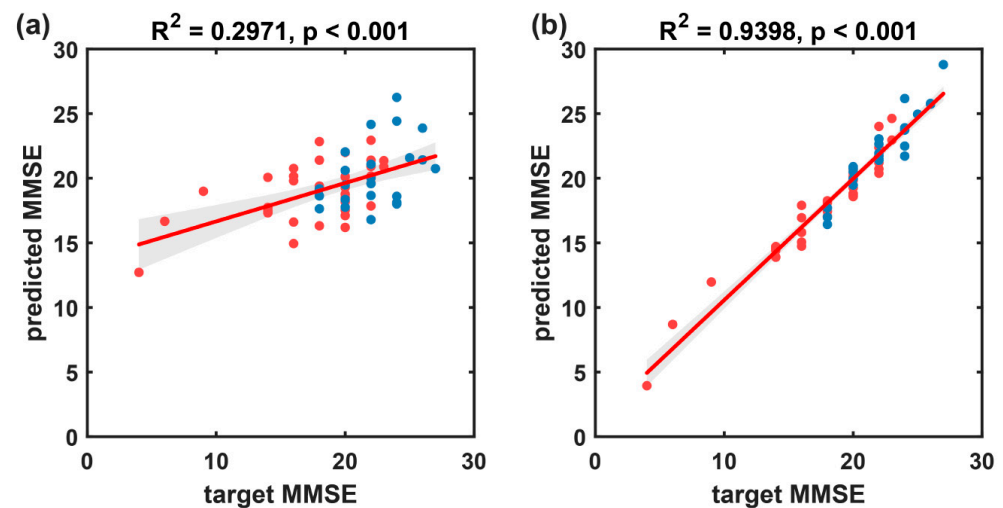 (a)
R² = 0.2971, p < 0.001
predicted MMSE
30
25
20
15
10
5
0
0 10 20 30
target MMSE
(b)
R² = 0.9398, p < 0.001
predicted MMSE
30
25
20
15
10
5
0
0 10 20 30
target MMSE